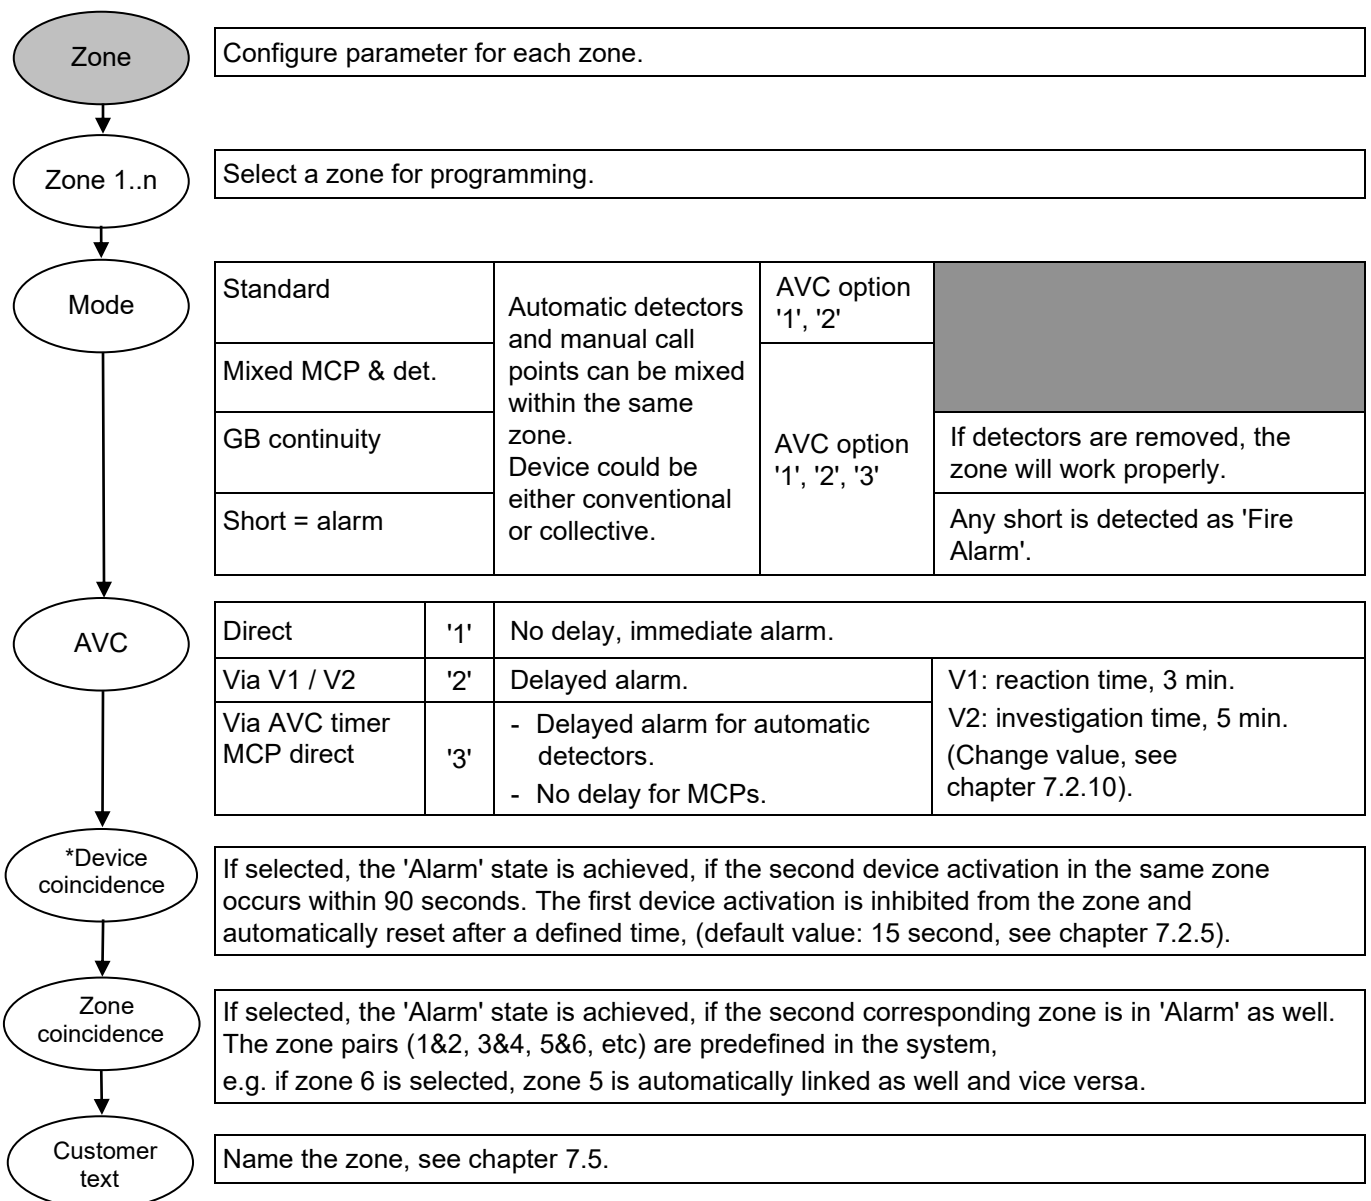 Zone
Configure parameter for each zone.
Zone 1..n
Select a zone for programming.
Mode
Standard
Mixed MCP & det.
GB continuity
Short = alarm
Automatic detectors
and manual call
points can be mixed
within the same
zone.
Device could be
either conventional
or collective.
AVC option
'1', '2'
AVC option
'1', '2', '3'
If detectors are removed, the
zone will work properly.
Any short is detected as 'Fire
Alarm'.
AVC
Direct
'1'
No delay, immediate alarm.
Via V1 / V2
'2'
Delayed alarm.
Via AVC timer
MCP direct
'3'
- Delayed alarm for automatic
detectors.
- No delay for MCPs.
V1: reaction time, 3 min.
V2: investigation time, 5 min.
(Change value, see
chapter 7.2.10).
*Device
coincidence
If selected, the 'Alarm' state is achieved, if the second device activation in the same zone
occurs within 90 seconds. The first device activation is inhibited from the zone and
automatically reset after a defined time, (default value: 15 second, see chapter 7.2.5).
Zone
coincidence
If selected, the 'Alarm' state is achieved, if the second corresponding zone is in 'Alarm' as well.
The zone pairs (1&2, 3&4, 5&6, etc) are predefined in the system,
e.g. if zone 6 is selected, zone 5 is automatically linked as well and vice versa.
Customer
text
Name the zone, see chapter 7.5.